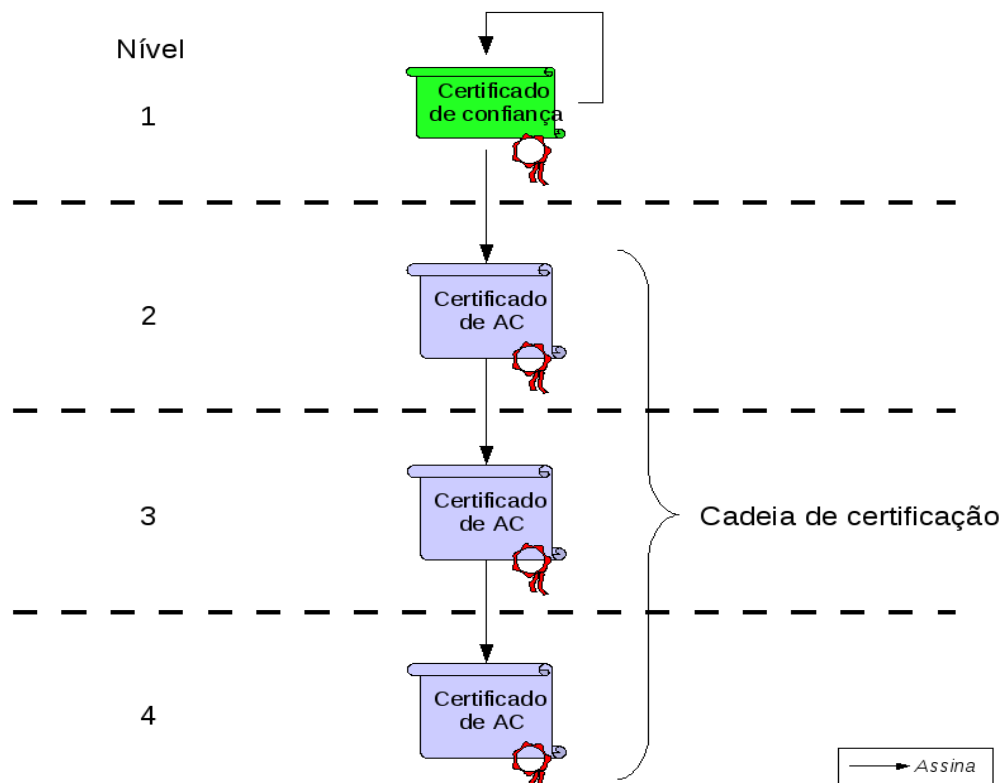 Nível
Certificado
de confiança
1
Certificado
de AC
2
Certificado
de AC
3
Cadeia de certificação
Certificado
de AC
4
Assina